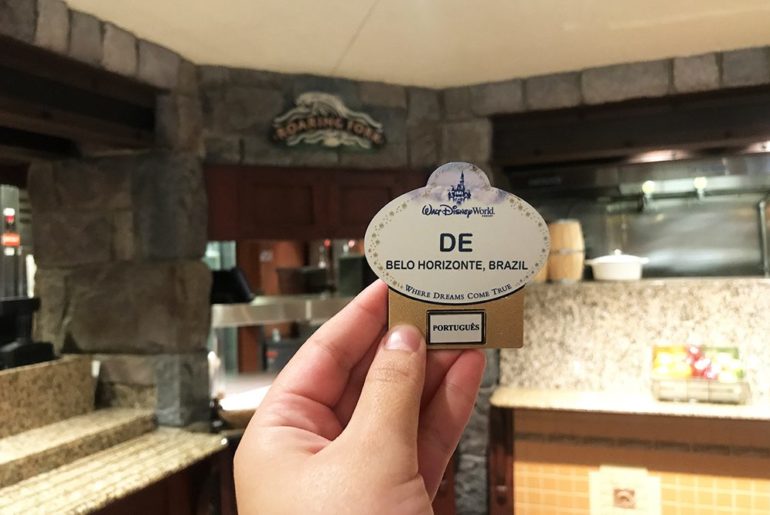 ROARING FORK
WALT DISNEY World
DE
BELO HORIZONTE, BRAZIL
WHERE DREAMS COME TRUE
PORTUGUÊS